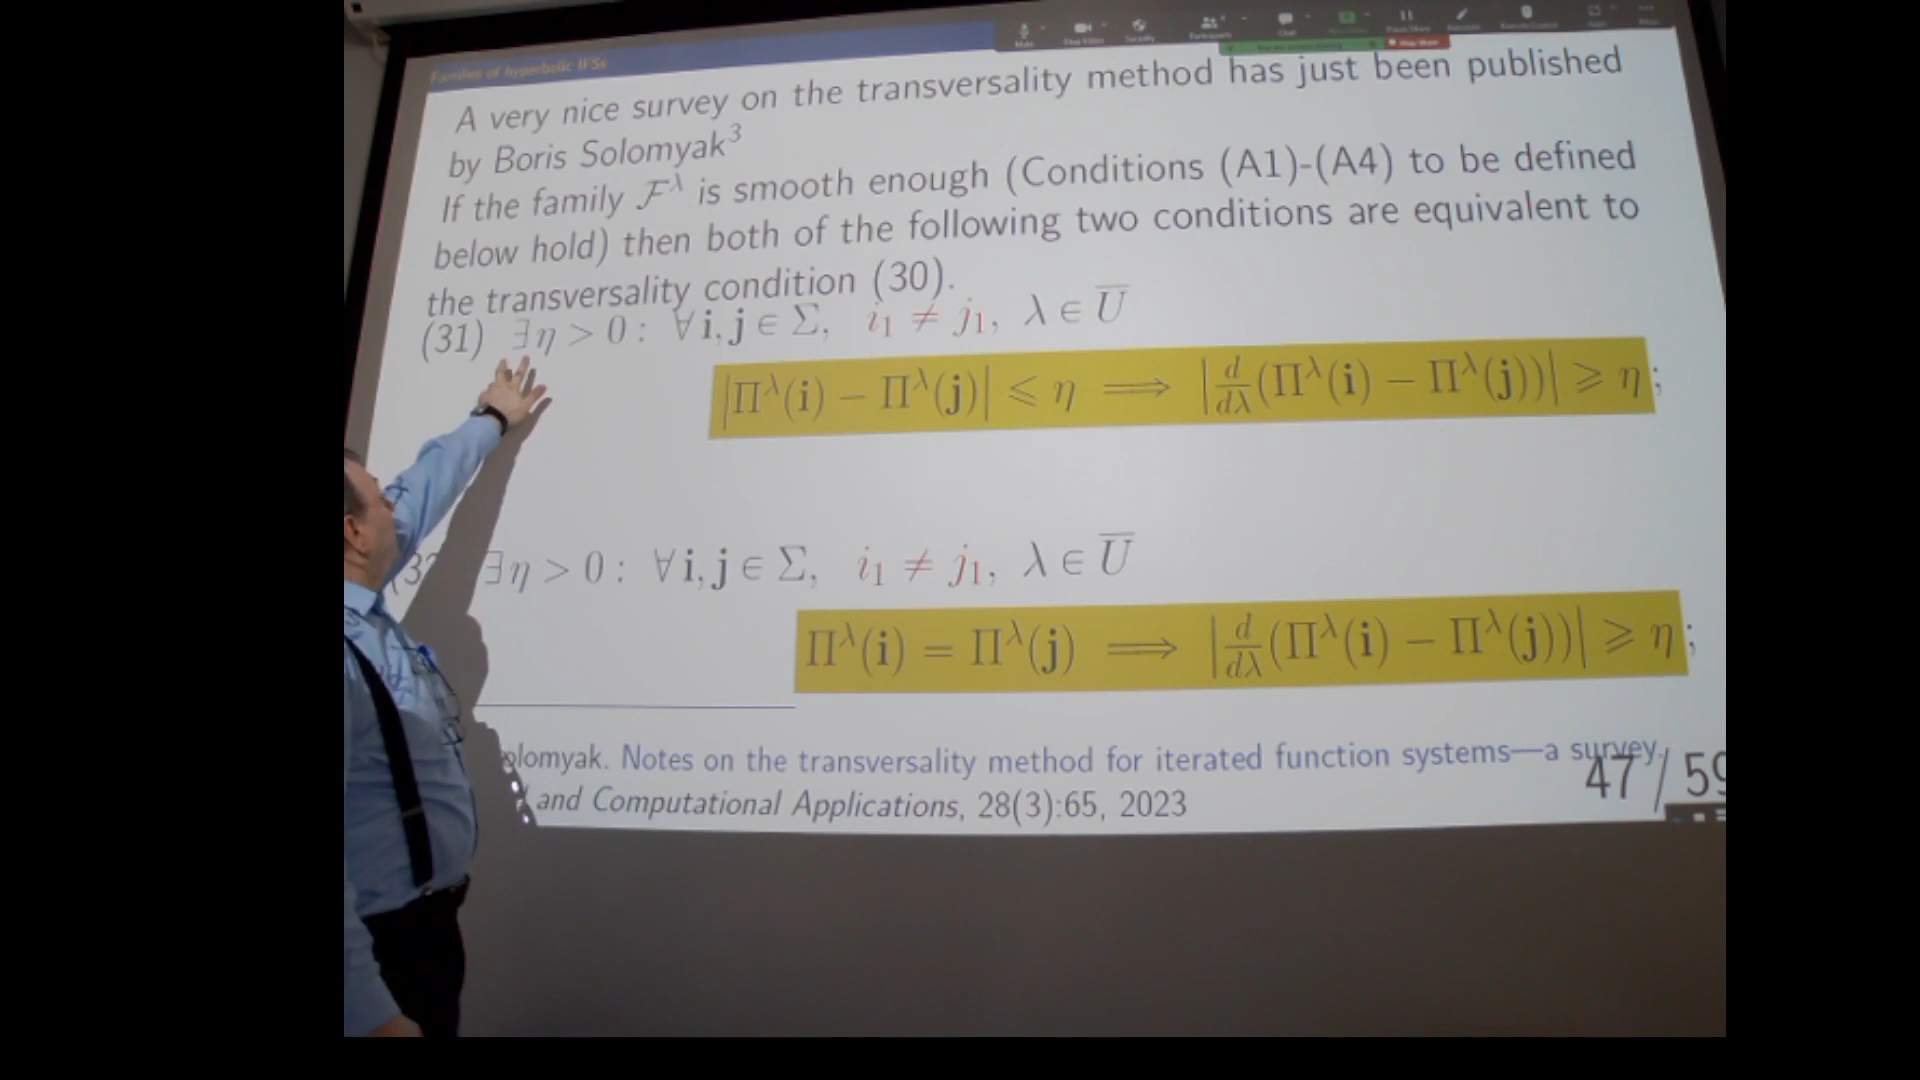 Families of hyperbolic IFSs
A very nice survey on the transversality method has just been published
by Boris Solomyak³
If the family 𝓕^λ is smooth enough (Conditions (A1)-(A4) to be defined
below hold) then both of the following two conditions are equivalent to
the transversality condition (30).
(31) ∃η > 0 : ∀ i, j ∈ Σ, i₁ ≠ j₁, λ ∈ U̅
|Π^λ(i) − Π^λ(j)| ⩽ η ⟹ |d/dλ (Π^λ(i) − Π^λ(j))| ⩾ η;
(3 ∃η > 0 : ∀ i, j ∈ Σ, i₁ ≠ j₁, λ ∈ U̅
Π^λ(i) = Π^λ(j) ⟹ |d/dλ (Π^λ(i) − Π^λ(j))| ⩾ η;
olomyak. Notes on the transversality method for iterated function systems—a survey.
and Computational Applications, 28(3):65, 2023
47 / 59